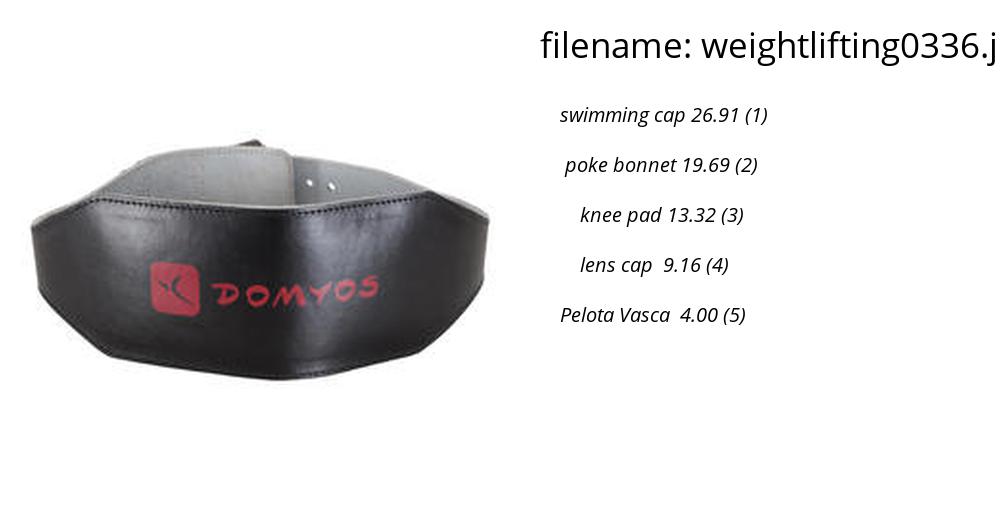 filename: weightlifting0336.j
swimming cap 26.91 (1)
poke bonnet 19.69 (2)
knee pad 13.32 (3)
lens cap 9.16 (4)
Pelota Vasca 4.00 (5)
DOMYOS